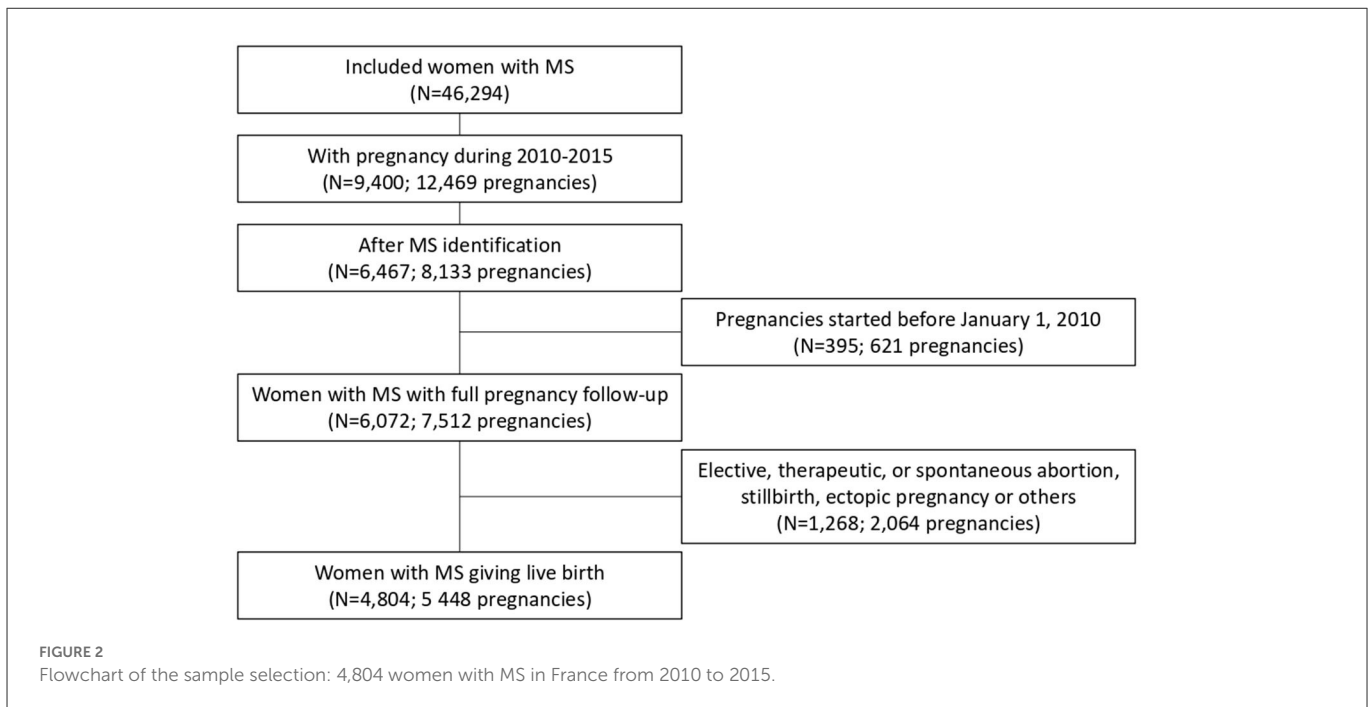 Included women with MS
(N=46,294)
With pregnancy during 2010-2015
(N=9,400; 12,469 pregnancies)
After MS identification
(N=6,467; 8,133 pregnancies)
Pregnancies started before January 1, 2010
(N=395; 621 pregnancies)
Women with MS with full pregnancy follow-up
(N=6,072; 7,512 pregnancies)
Elective, therapeutic, or spontaneous abortion,
stillbirth, ectopic pregnancy or others
(N=1,268; 2,064 pregnancies)
Women with MS giving live birth
(N=4,804; 5 448 pregnancies)
FIGURE 2
Flowchart of the sample selection: 4,804 women with MS in France from 2010 to 2015.